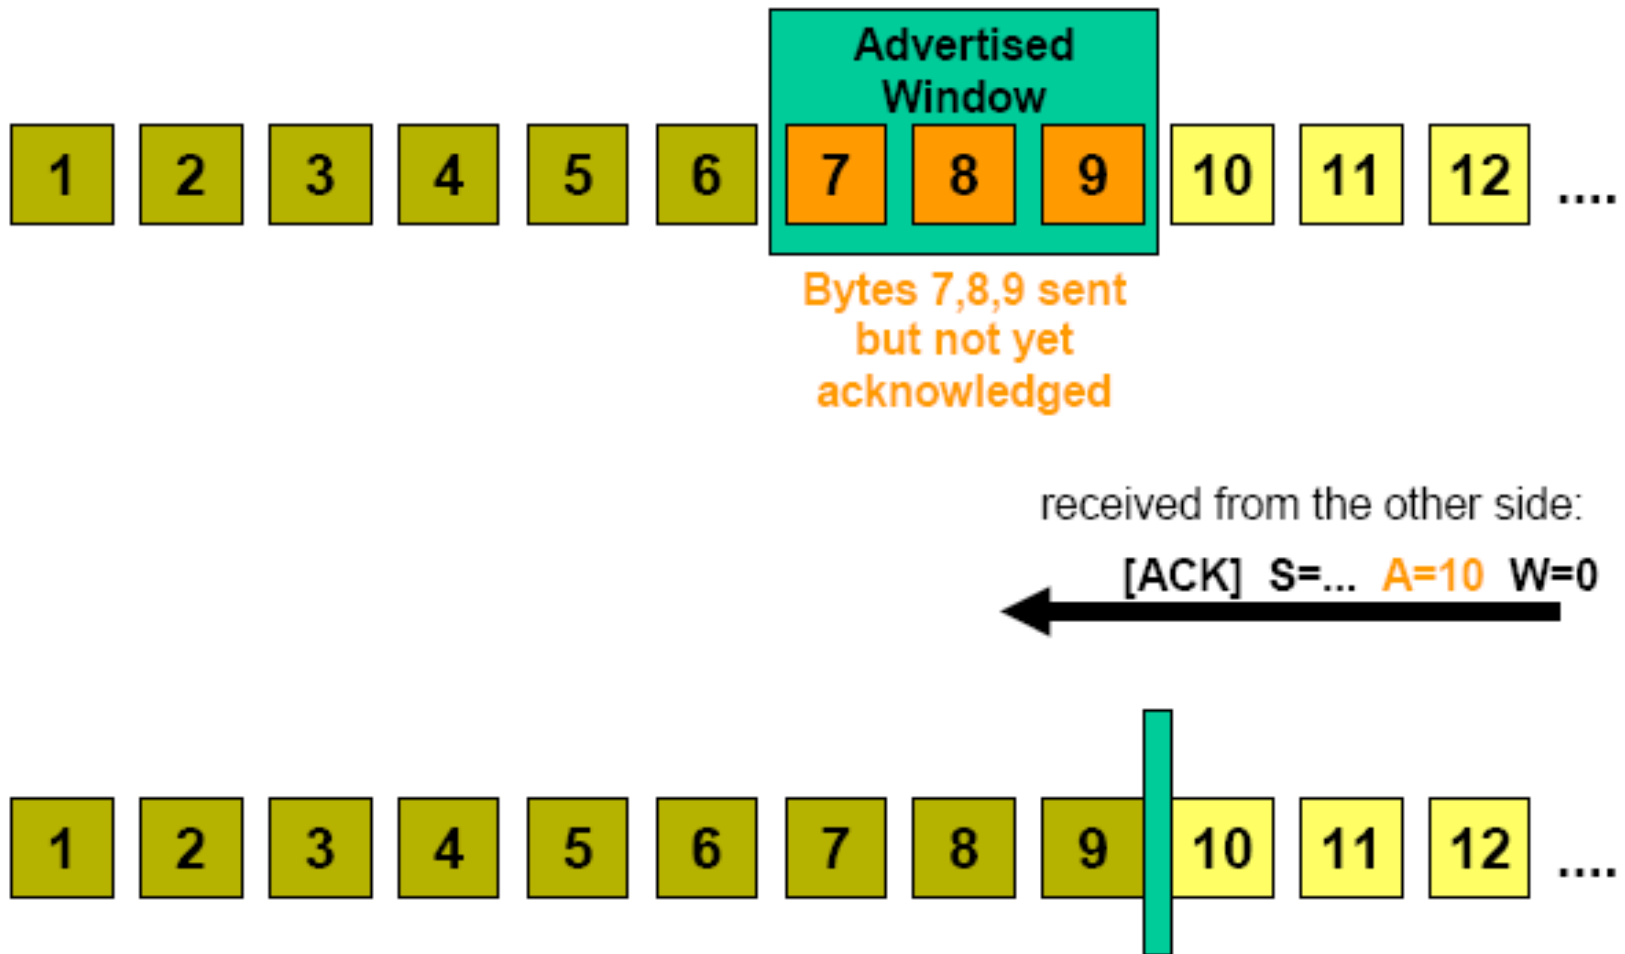 Advertised
Window
1 2 3 4 5 6 7 8 9 10 11 12 ....
Bytes 7,8,9 sent
but not yet
acknowledged
received from the other side:
[ACK] S=... A=10 W=0
1 2 3 4 5 6 7 8 9 10 11 12 ....